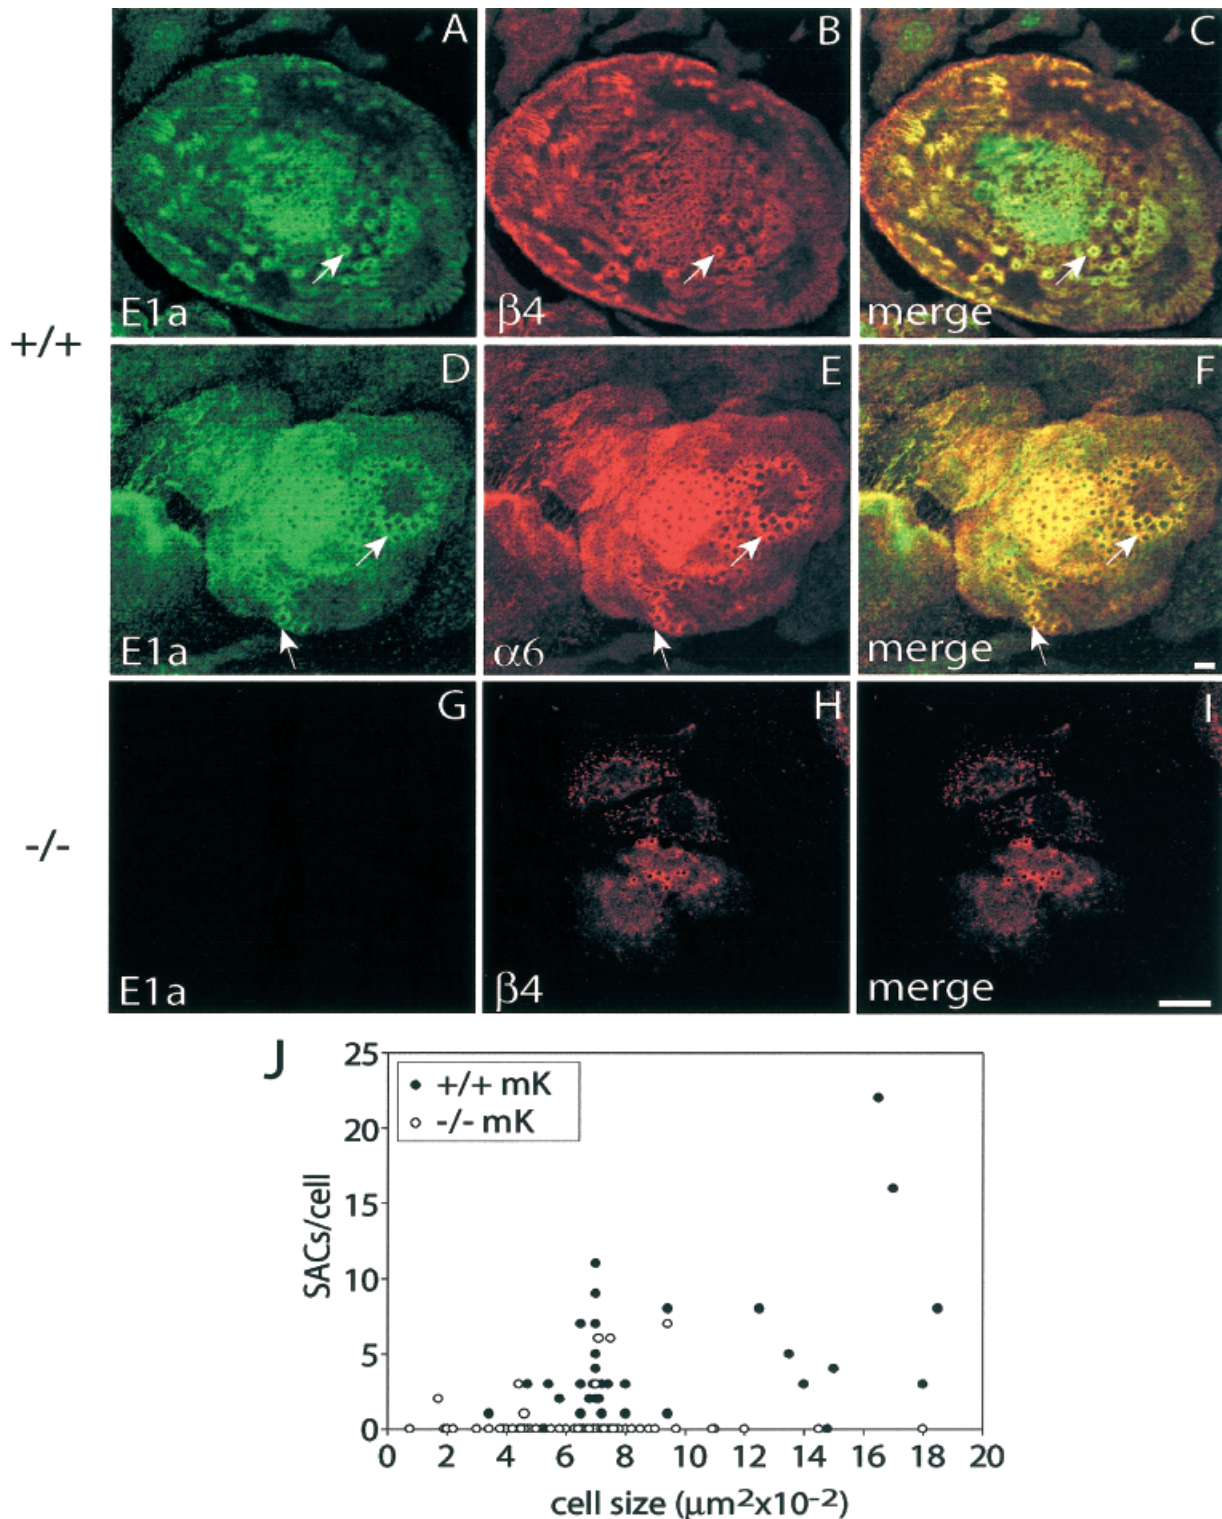 A
B
C
E1a
β4
merge
+/+
D
E
F
E1a
α6
merge
G
H
I
-/-
E1a
β4
merge
J
25
20
15
10
5
0
SACs/cell
+/+ mK
-/- mK
0 2 4 6 8 10 12 14 16 18 20
cell size (μm²x10⁻²)